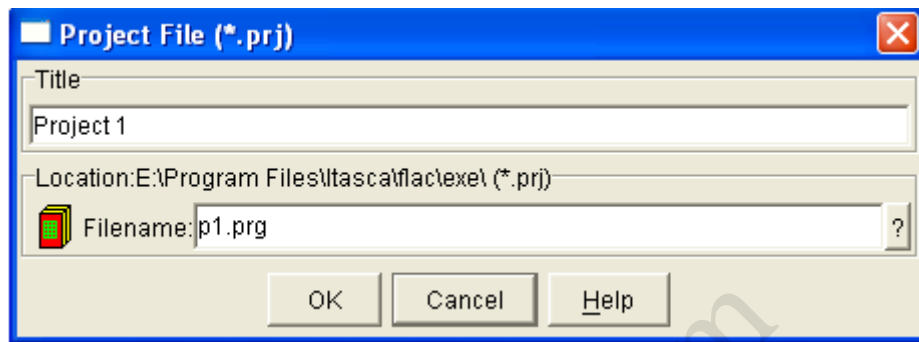 Project File (*.prj)
Title
Project 1
Location:E:\Program Files\Itasca\flac\exe\ (*.prj)
Filename: p1.prg ?
OK Cancel Help
m